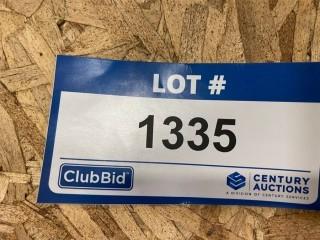 LOT #
1335
ClubBid
CENTURY
AUCTIONS
A DIVISION OF CENTURY SERVICES